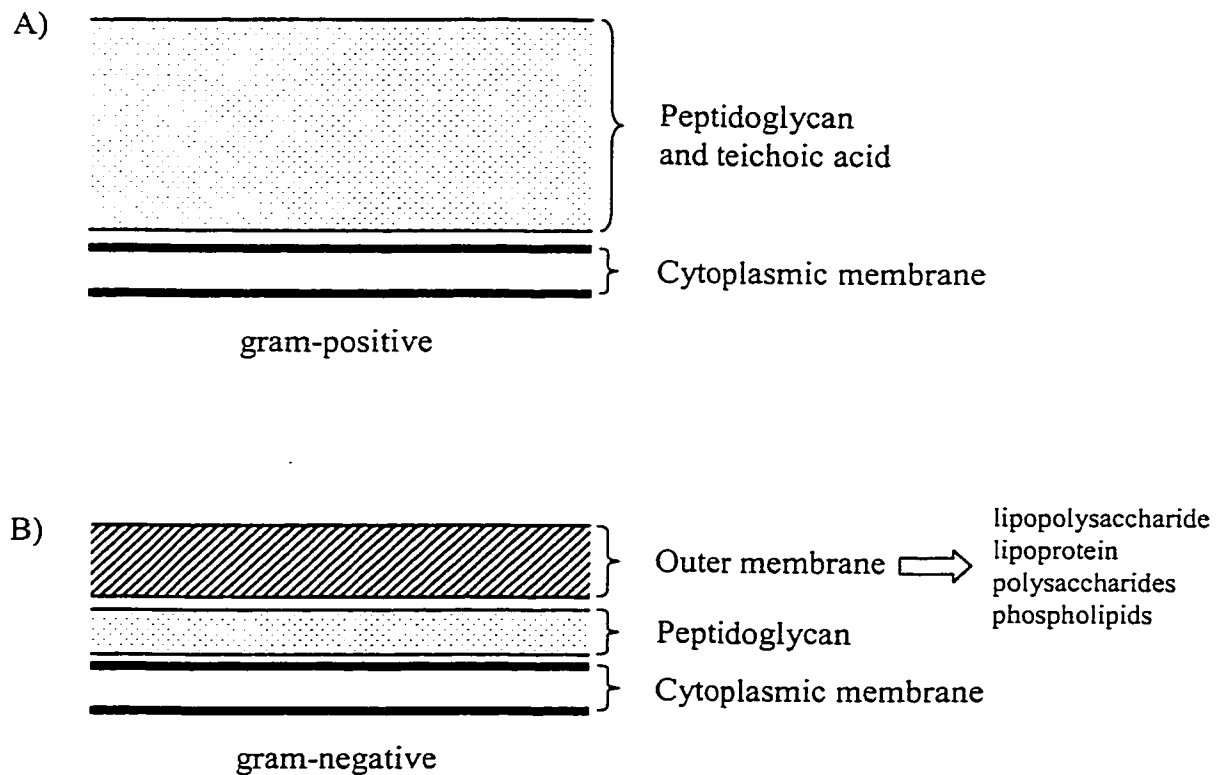 A)
Peptidoglycan
and teichoic acid
Cytoplasmic membrane
gram-positive
B)
Outer membrane
lipopolysaccharide
lipoprotein
polysaccharides
phospholipids
Peptidoglycan
Cytoplasmic membrane
gram-negative